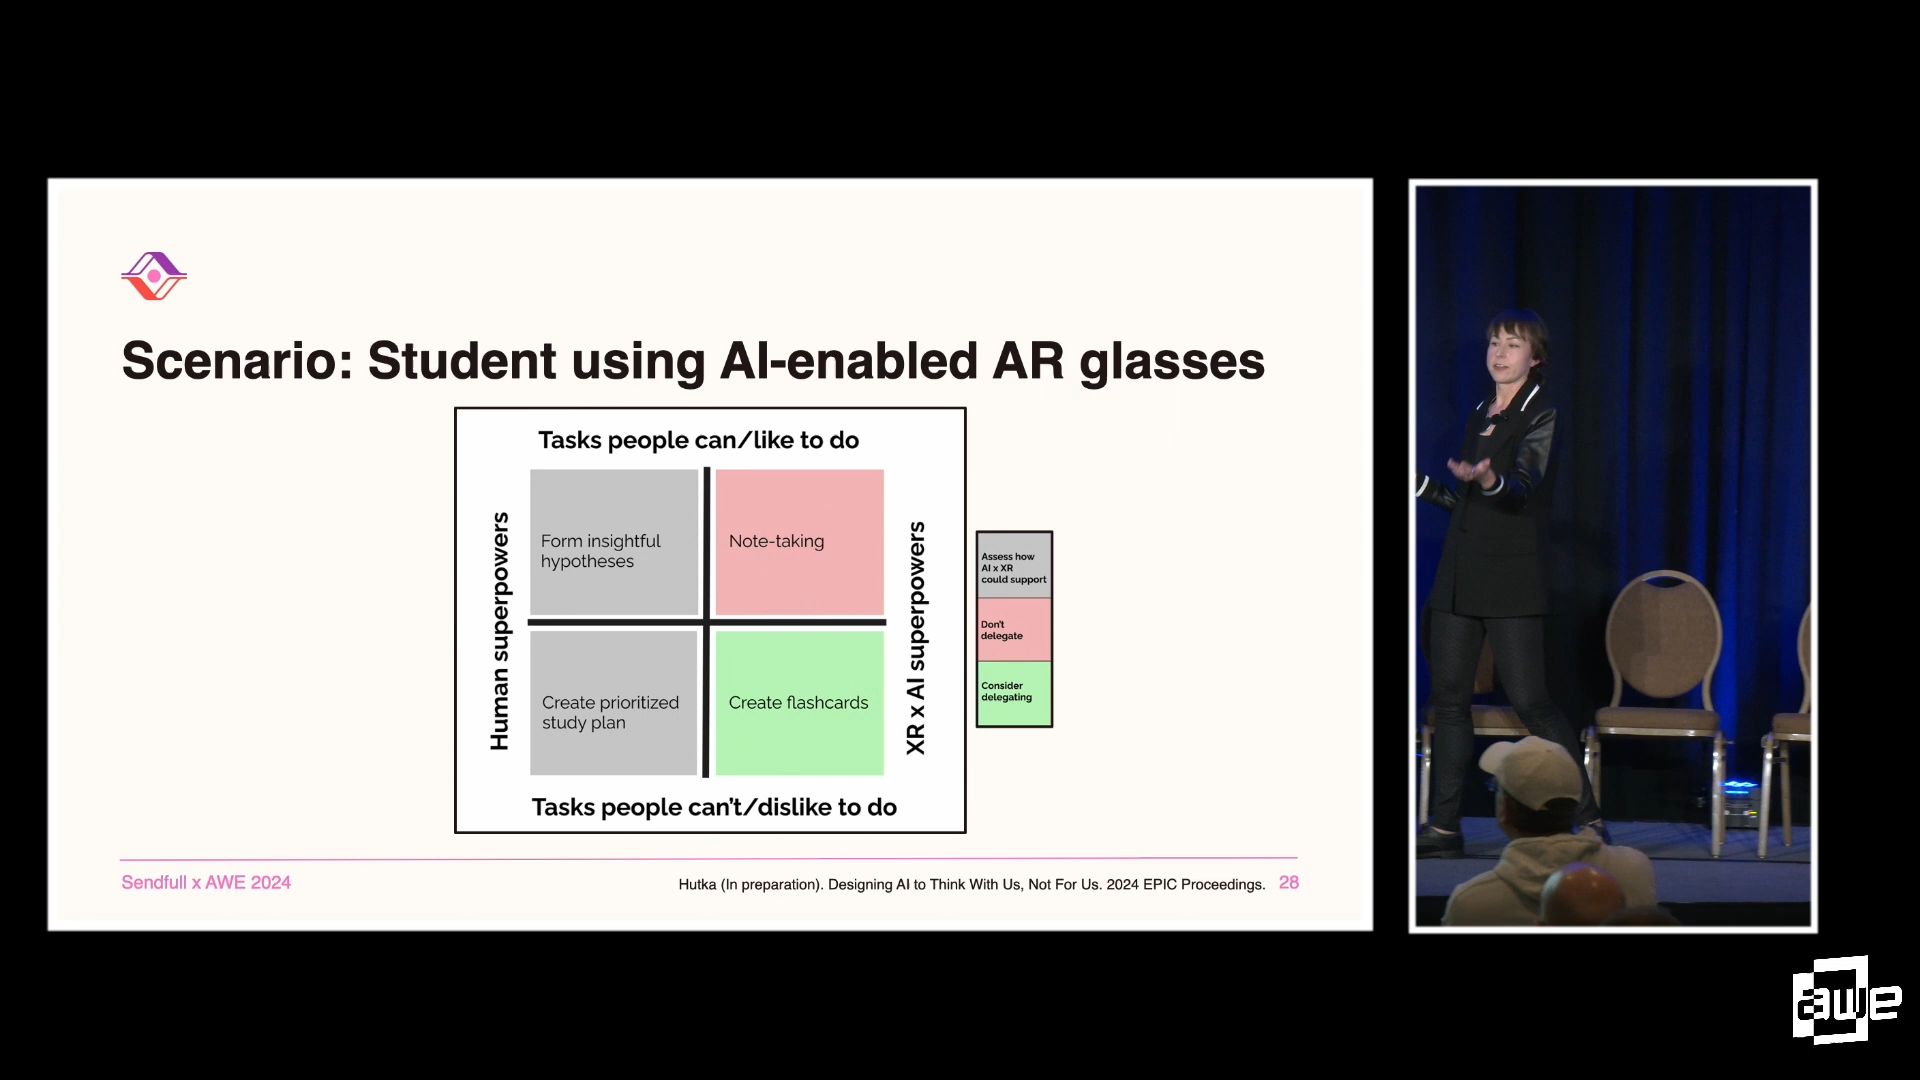 Scenario: Student using AI-enabled AR glasses
Tasks people can/like to do
Human superpowers
Form insightful
hypotheses
Note-taking
Create prioritized
study plan
Create flashcards
XR x AI superpowers
Tasks people can't/dislike to do
Assess how
AI x XR
could support
Don't
delegate
Consider
delegating
Sendfull x AWE 2024
Hutka (In preparation). Designing AI to Think With Us, Not For Us. 2024 EPIC Proceedings.
28
awe